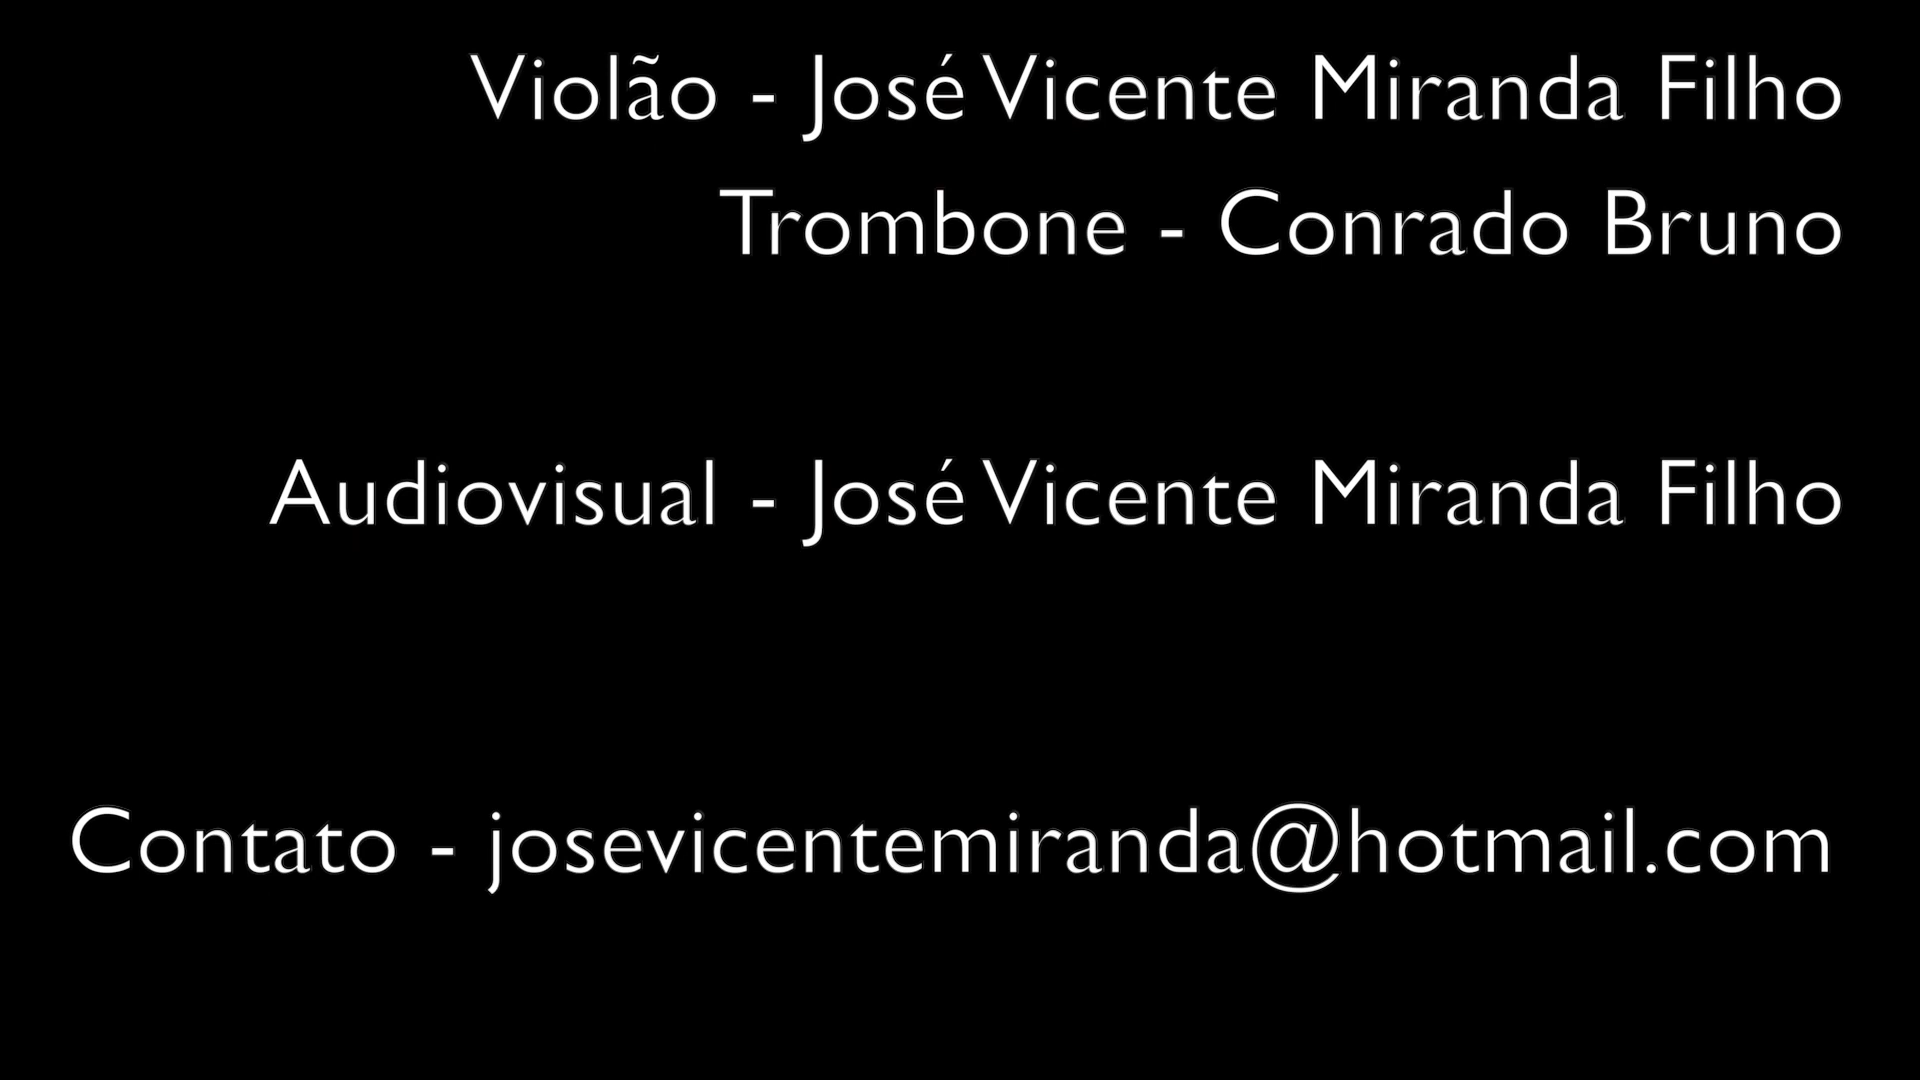 Violão - José Vicente Miranda Filho
Trombone - Conrado Bruno
Audiovisual - José Vicente Miranda Filho
Contato - josevicentemiranda@hotmail.com